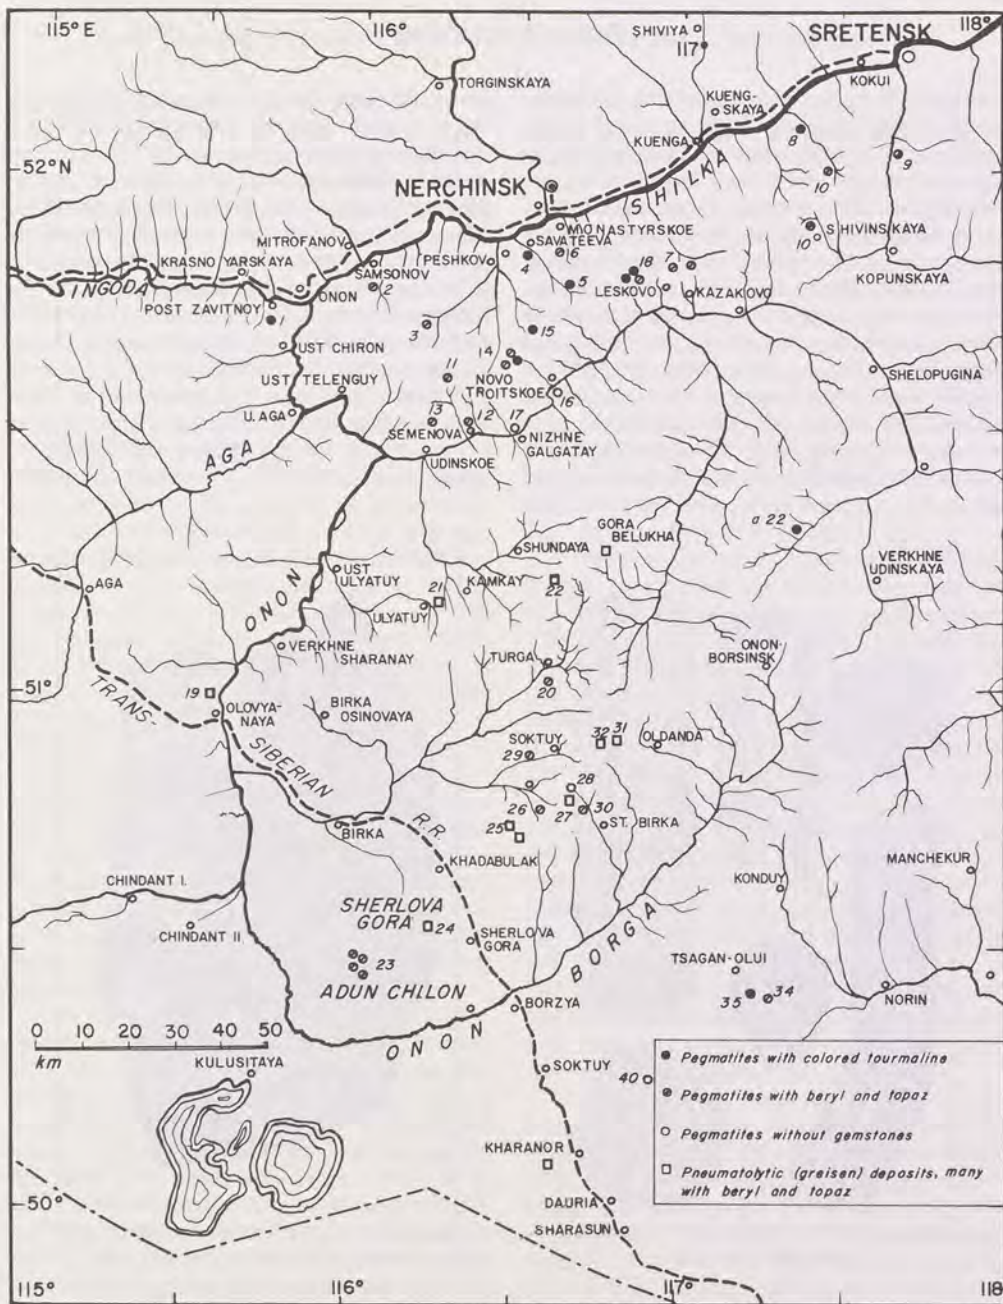 115° E
116°
118°
SHIVIYA
117°
SRETENSK
KOKUI
TORGINSKAYA
KUENG-
SKAYA
KUENGA
8
9
52° N
10
NERCHINSK
SHILKA
MONASTYRSKOE
10
SHIVINSKAYA
MITROFANOV
SAVATEEVA
6
KRASNO YARSKAYA
SAMSONOV
PESHKOV
4
18
7
KOPUNSKAYA
INGODA
ONON
2
5
LESKOVO
KAZAKOVO
POST ZAVITNOY
1
3
15
UST CHIRON
14
11
NOVO
TROITSKOE
SHELOPUGINA
UST TELENGUY
16
U. AGA
13
12
17
SEMENOVA
NIZHNE
GALGATAY
AGA
UDINSKOE
a 22
GORA
BELUKHA
SHUNDAYA
VERKHNE
UDINSKAYA
UST
ULYATUY
KAMKAY
AGA
21
22
ULYATUY
ONON
VERKHNE
SHARANAY
TURGA
ONON-
BORSINSK
51°
19
20
TRANS-
OLOVYA-
NAYA
BIRKA
OSINOVAYA
SIBERIAN
SOKTUY
32
31
OLDANDA
29
28
26
27
30
R.R.
25
BIRKA
ST. BIRKA
KHADABULAK
MANCHEKUR
CHINDANT I.
KONDUY
SHERLOVA
GORA
24
CHINDANT II
SHERLOVA
GORA
BORGA
TSAGAN-OLUI
23
ADUN CHILON
35
34
NORIN
BORZYA
0 10 20 30 40 50
km
ONON
KULUSITAYA
SOKTUY
40
Pegmatites with colored tourmaline
Pegmatites with beryl and topaz
Pegmatites without gemstones
Pneumatolytic (greisen) deposits, many
with beryl and topaz
KHARANOR
50°
DAURIA
SHARASUN
115°
116°
117°
118